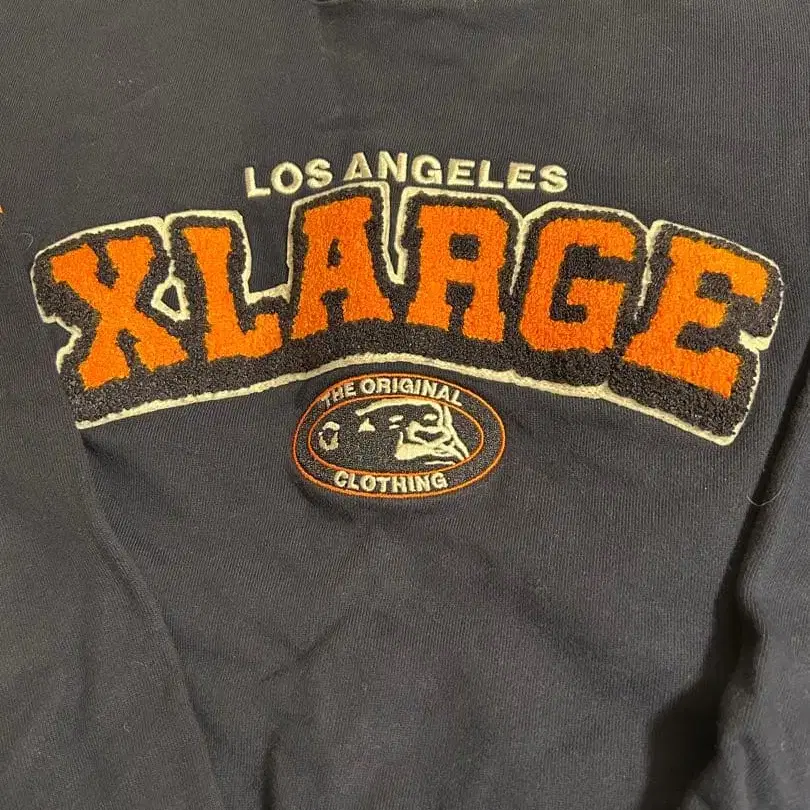 LOS ANGELES
XLARGE
THE ORIGINAL
CLOTHING